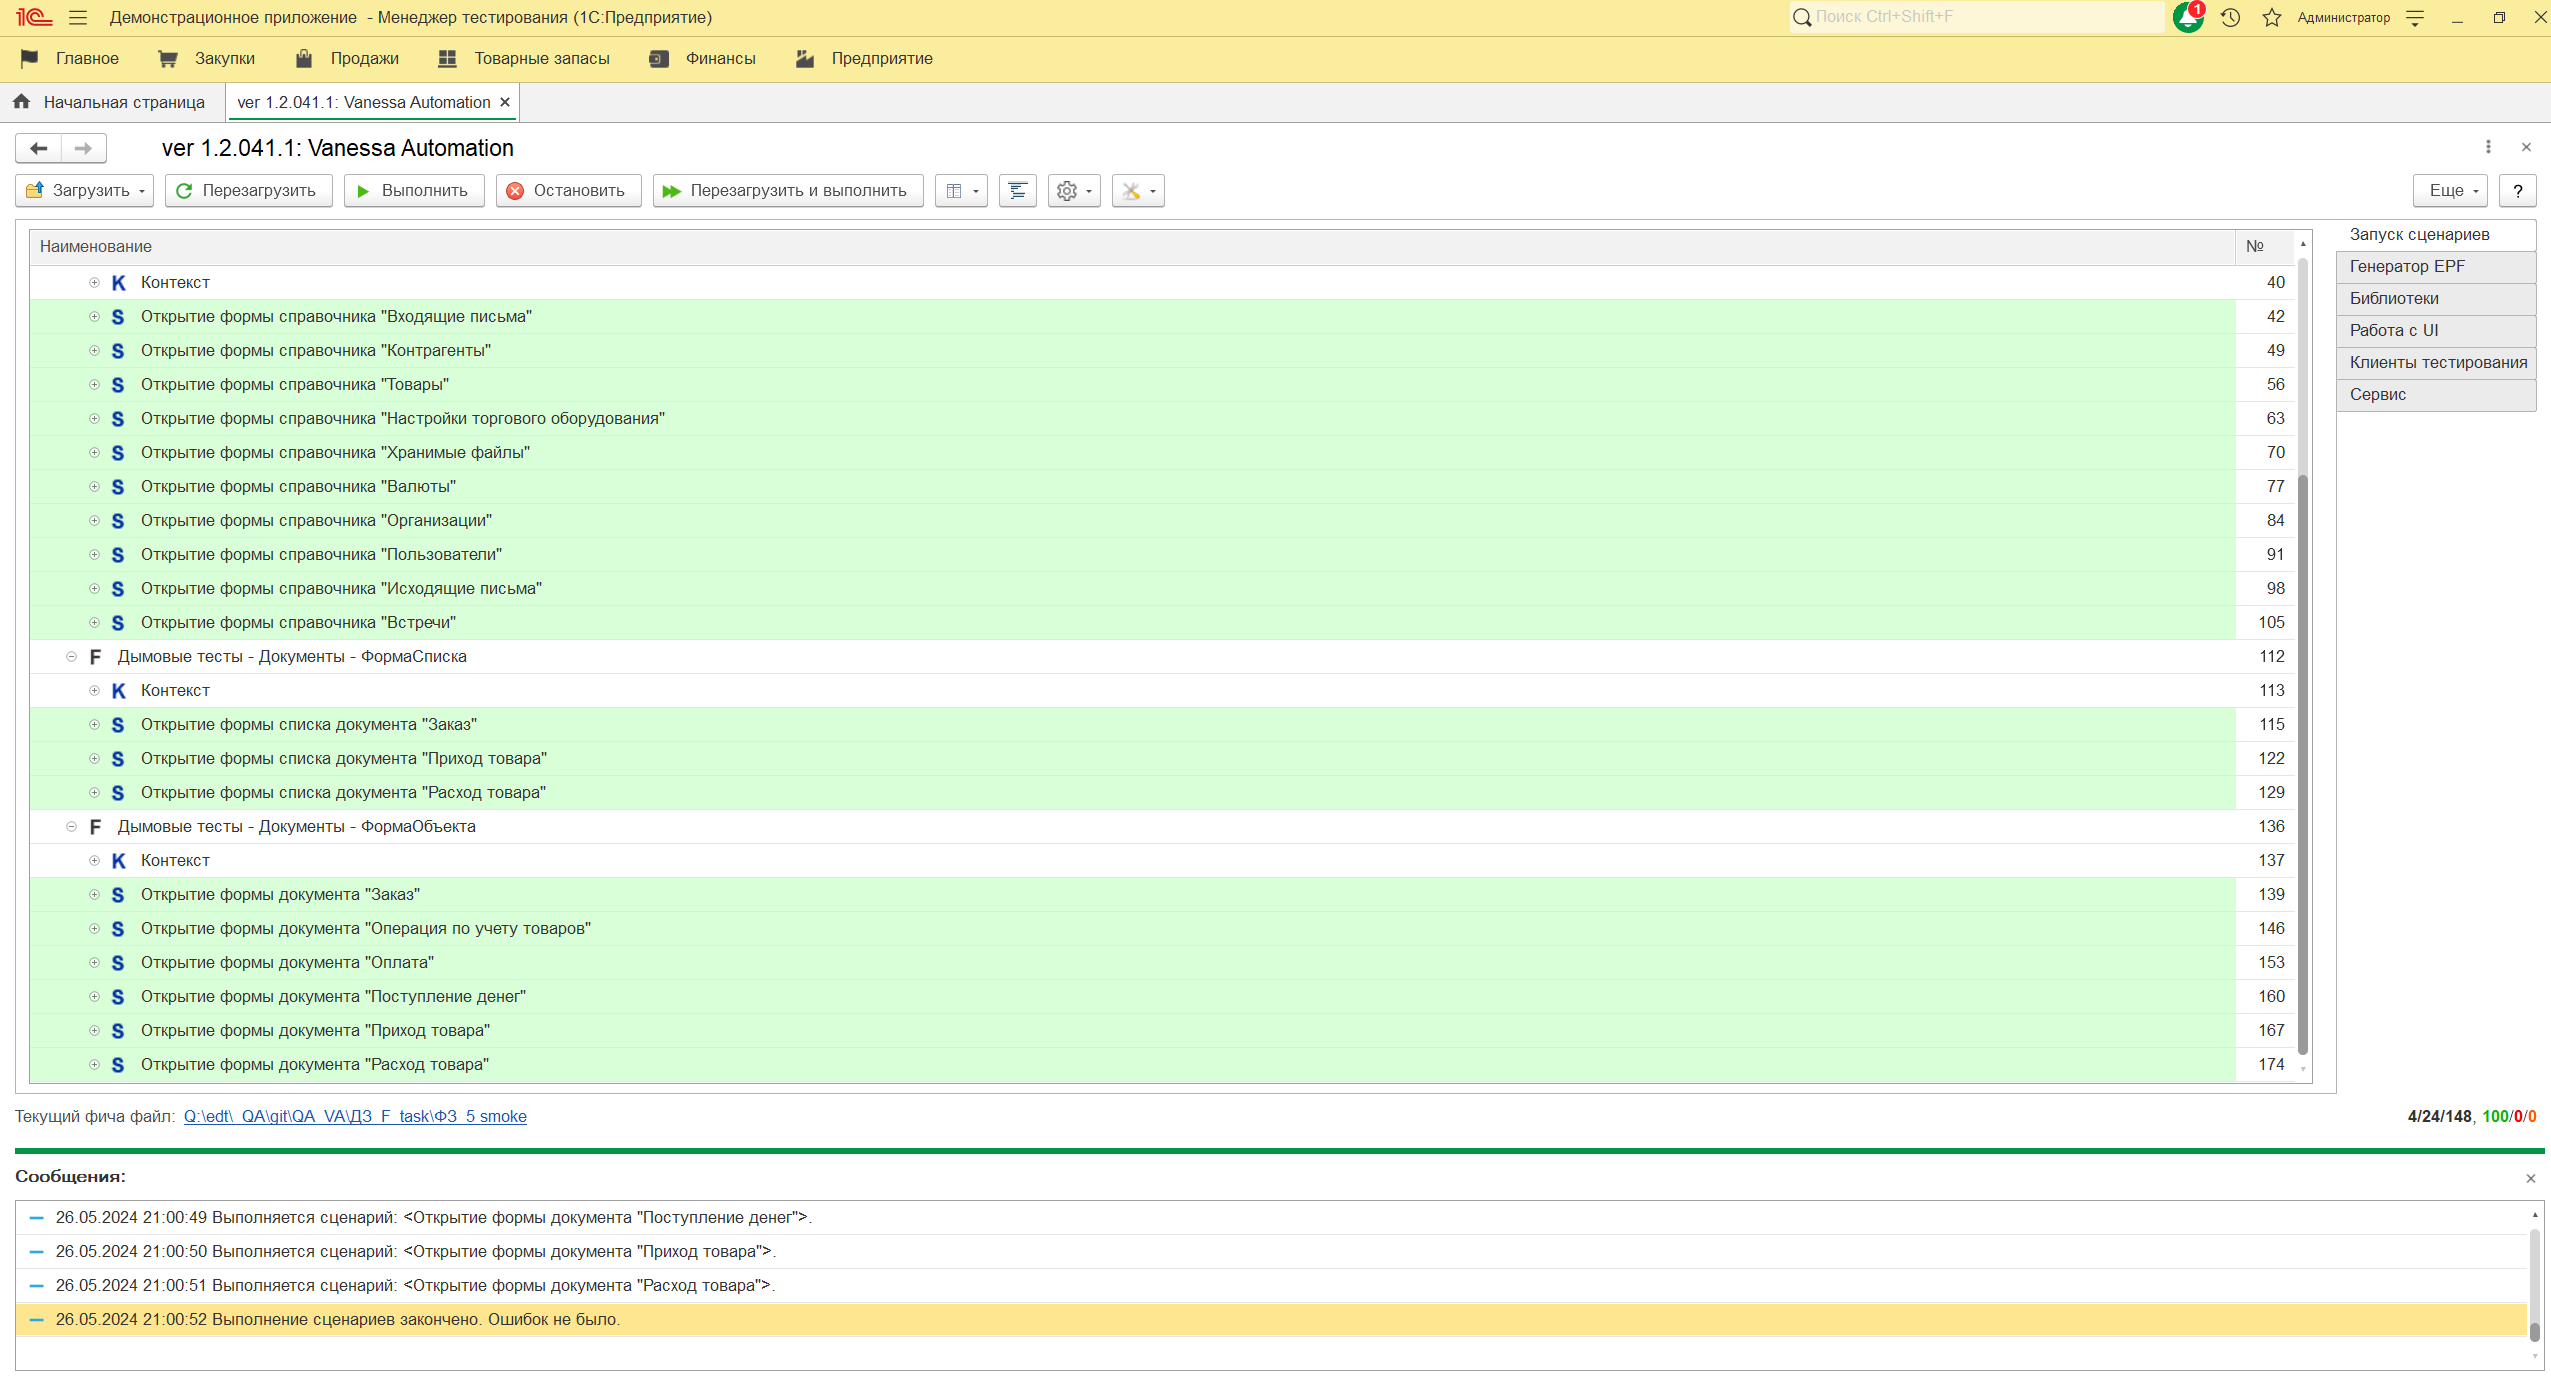 Демонстрационное приложение - Менеджер тестирования (1С:Предприятие)
Поиск Ctrl+Shift+F
1
Администратор
Главное
Закупки
Продажи
Товарные запасы
Финансы
Предприятие
Начальная страница
ver 1.2.041.1: Vanessa Automation
ver 1.2.041.1: Vanessa Automation
Загрузить
Перезагрузить
Выполнить
Остановить
Перезагрузить и выполнить
Еще
?
Наименование №
K Контекст 40
S Открытие формы справочника "Входящие письма" 42
S Открытие формы справочника "Контрагенты" 49
S Открытие формы справочника "Товары" 56
S Открытие формы справочника "Настройки торгового оборудования" 63
S Открытие формы справочника "Хранимые файлы" 70
S Открытие формы справочника "Валюты" 77
S Открытие формы справочника "Организации" 84
S Открытие формы справочника "Пользователи" 91
S Открытие формы справочника "Исходящие письма" 98
S Открытие формы справочника "Встречи" 105
F Дымовые тесты - Документы - ФормаСписка 112
K Контекст 113
S Открытие формы списка документа "Заказ" 115
S Открытие формы списка документа "Приход товара" 122
S Открытие формы списка документа "Расход товара" 129
F Дымовые тесты - Документы - ФормаОбъекта 136
K Контекст 137
S Открытие формы документа "Заказ" 139
S Открытие формы документа "Операция по учету товаров" 146
S Открытие формы документа "Оплата" 153
S Открытие формы документа "Поступление денег" 160
S Открытие формы документа "Приход товара" 167
S Открытие формы документа "Расход товара" 174
Запуск сценариев
Генератор EPF
Библиотеки
Работа с UI
Клиенты тестирования
Сервис
Текущий фича файл: Q:\edt\_QA\git\QA_VA\ДЗ_F_task\ФЗ_5 smoke
4/24/148, 100/0/0
Сообщения:
26.05.2024 21:00:49 Выполняется сценарий: <Открытие формы документа "Поступление денег">.
26.05.2024 21:00:50 Выполняется сценарий: <Открытие формы документа "Приход товара">.
26.05.2024 21:00:51 Выполняется сценарий: <Открытие формы документа "Расход товара">.
26.05.2024 21:00:52 Выполнение сценариев закончено. Ошибок не было.